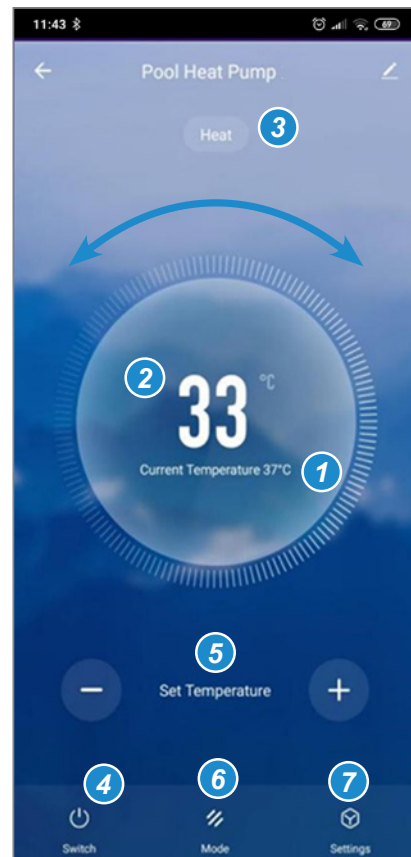 11:43 69
Pool Heat Pump
Heat 3
2
33 °C
Current Temperature 37°C 1
5
− Set Temperature +
4 6 7
Switch Mode Settings